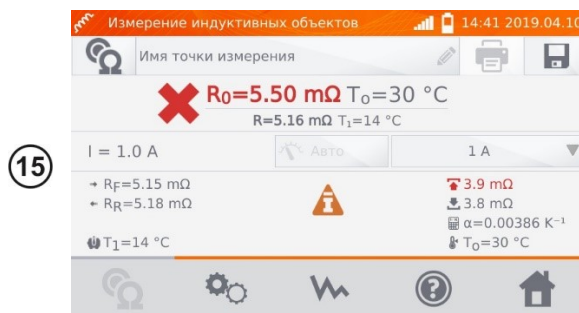 Измерение индуктивных объектов 14:41 2019.04.10
Имя точки измерения
R0=5.50 mΩ To=30 °C
R=5.16 mΩ T1=14 °C
I = 1.0 A Авто 1 A
15
→ RF=5.15 mΩ 3.9 mΩ
← RR=5.18 mΩ 3.8 mΩ
α=0.00386 K⁻¹
T1=14 °C To=30 °C